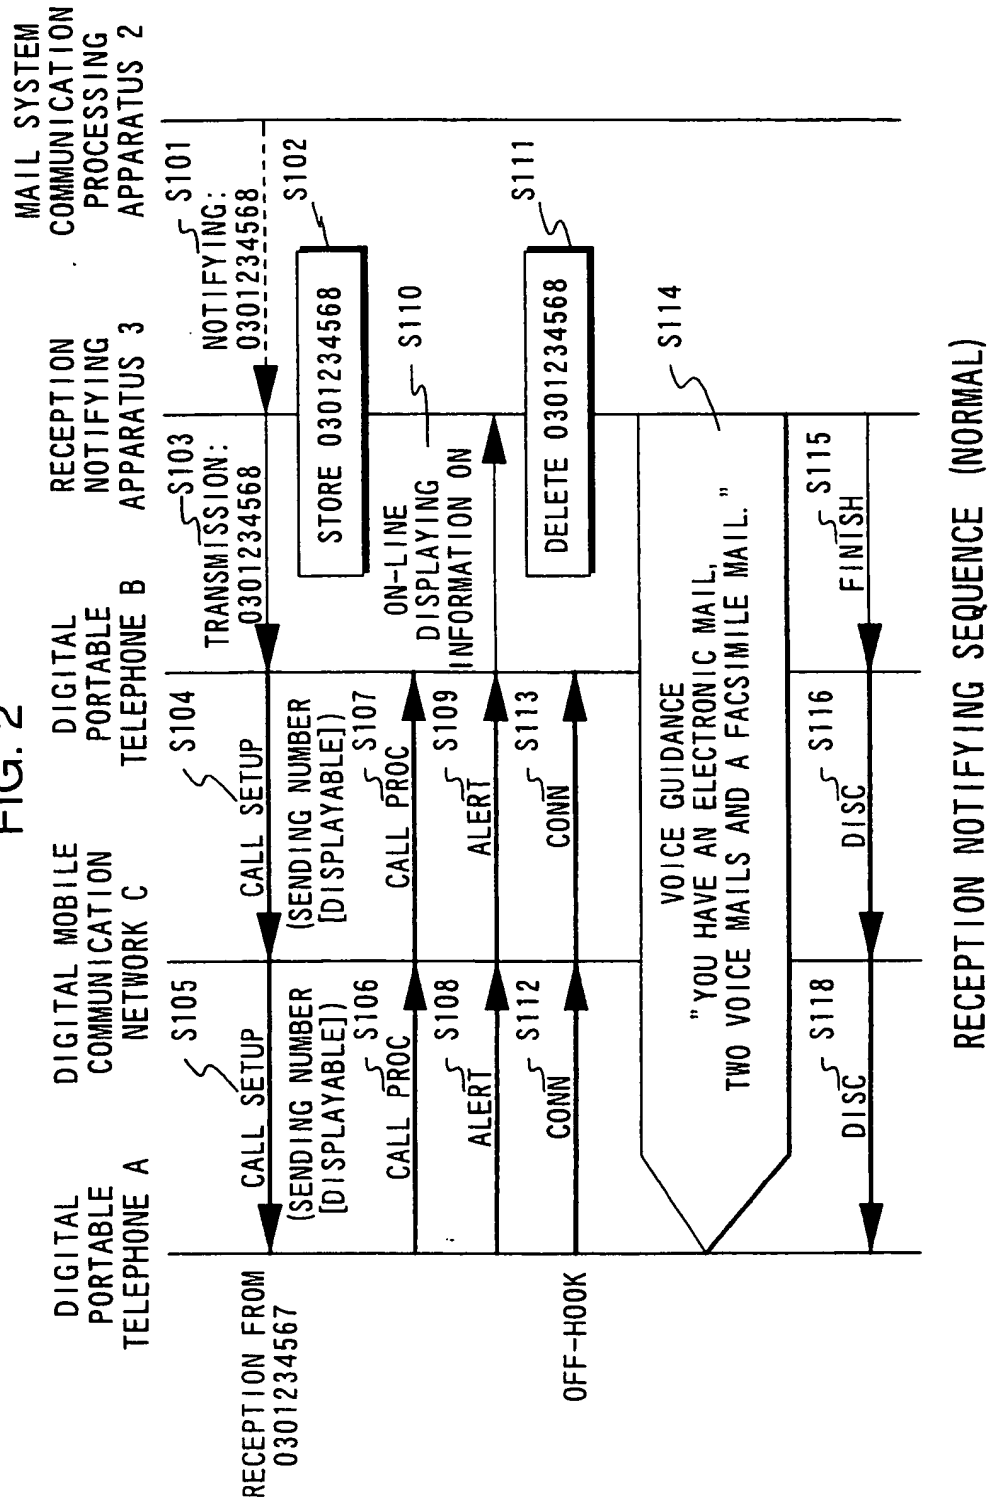 FIG. 2
DIGITAL
PORTABLE
TELEPHONE A
DIGITAL MOBILE
COMMUNICATION
NETWORK C
DIGITAL
PORTABLE
TELEPHONE B
RECEPTION
NOTIFYING
APPARATUS 3
MAIL SYSTEM
COMMUNICATION
PROCESSING
APPARATUS 2
S101
NOTIFYING:
0301234568
S102
STORE 0301234568
S103
TRANSMISSION:
0301234568
S104
CALL SETUP
(SENDING NUMBER
[DISPLAYABLE])
S105
CALL SETUP
(SENDING NUMBER
[DISPLAYABLE])
RECEPTION FROM
0301234567
S106
CALL PROC
S107
CALL PROC
S108
ALERT
S109
ALERT
S110
ON-LINE
DISPLAYING
INFORMATION ON
S111
DELETE 0301234568
OFF-HOOK
S112
CONN
S113
CONN
S114
VOICE GUIDANCE
"YOU HAVE AN ELECTRONIC MAIL,
TWO VOICE MAILS AND A FACSIMILE MAIL."
S115
FINISH
S116
DISC
S118
DISC
RECEPTION NOTIFYING SEQUENCE (NORMAL)